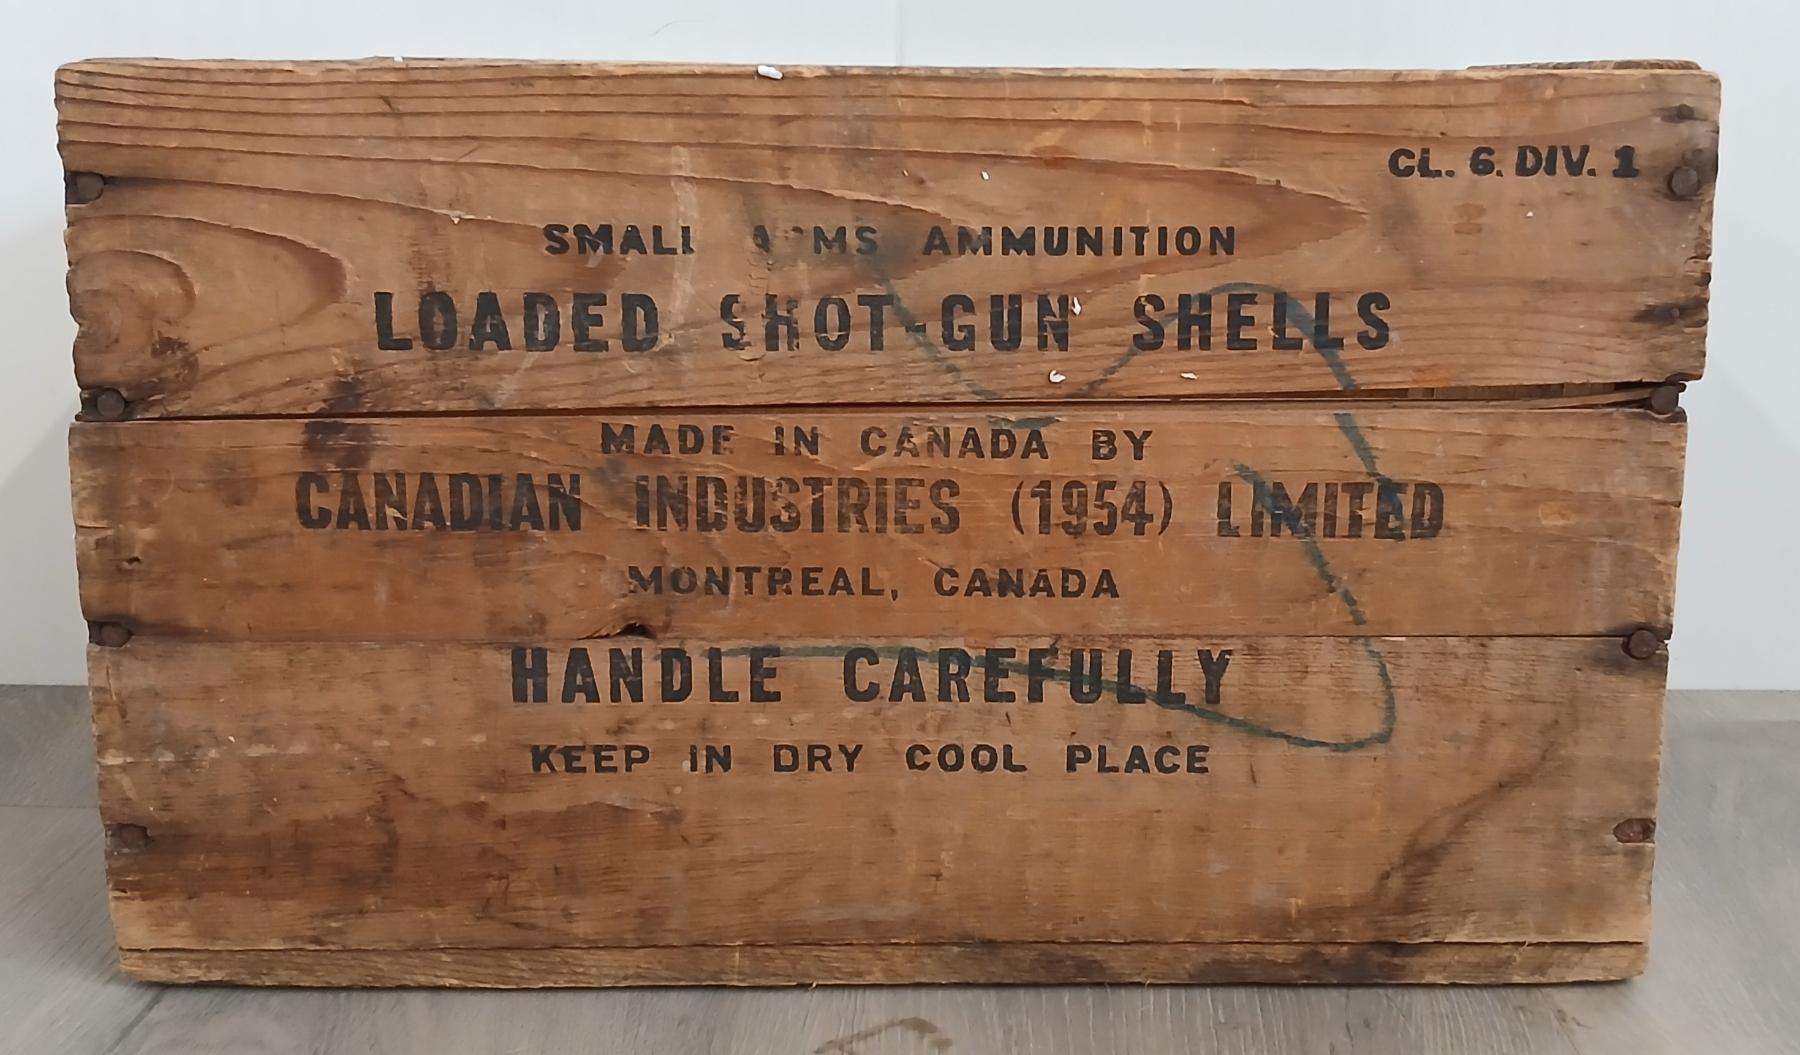 CL. 6. DIV. 1
SMALL ARMS AMMUNITION
LOADED SHOT-GUN SHELLS
MADE IN CANADA BY
CANADIAN INDUSTRIES (1954) LIMITED
MONTREAL, CANADA
HANDLE CAREFULLY
KEEP IN DRY COOL PLACE